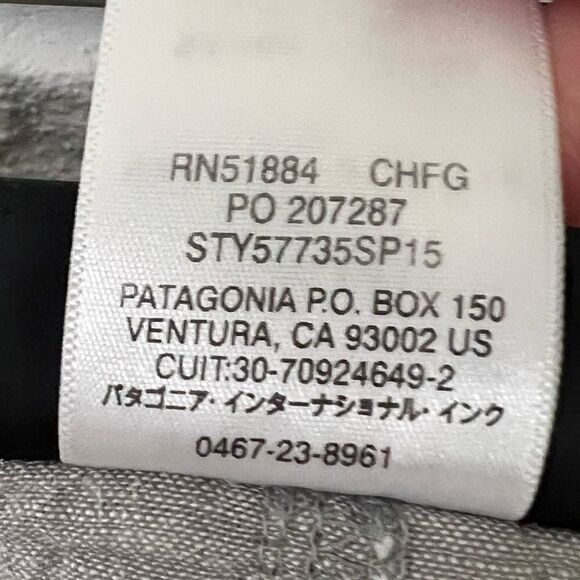 RN51884 CHFG
PO 207287
STY57735SP15
PATAGONIA P.O. BOX 150
VENTURA, CA 93002 US
CUIT:30-70924649-2
パタゴニア・インターナショナル・インク
0467-23-8961